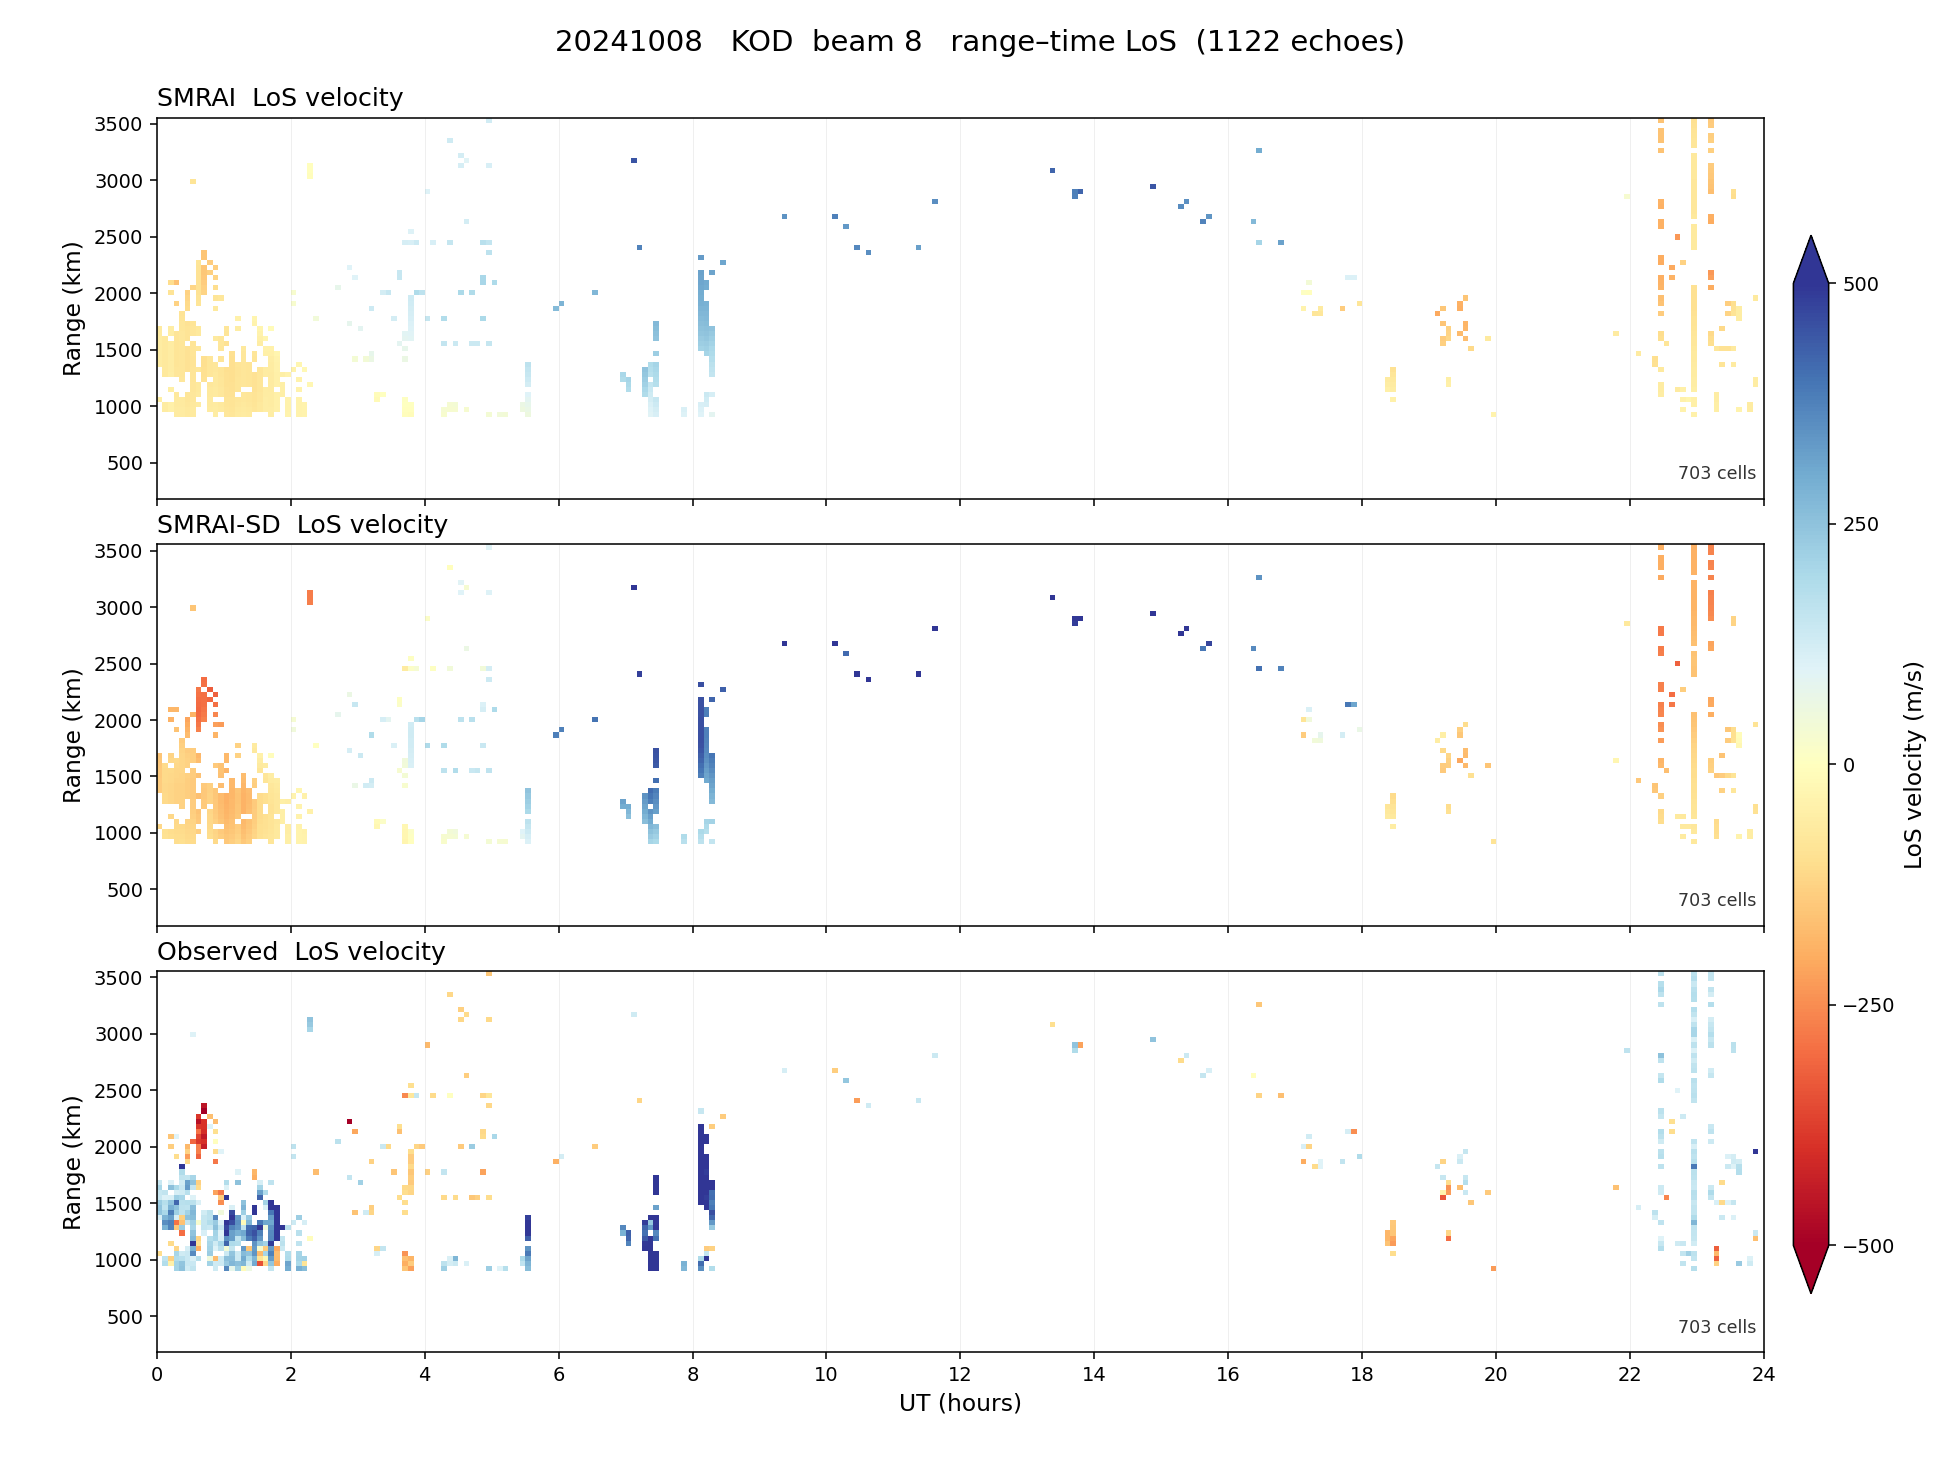 20241008   KOD  beam 8   range–time LoS  (1122 echoes)
SMRAI  LoS velocity
3500
3000
2500
2000
1500
1000
500
Range (km)
703 cells
SMRAI-SD  LoS velocity
3500
3000
2500
2000
1500
1000
500
Range (km)
703 cells
Observed  LoS velocity
3500
3000
2500
2000
1500
1000
500
Range (km)
703 cells
0 2 4 6 8 10 12 14 16 18 20 22 24
UT (hours)
500
250
0
−250
−500
LoS velocity (m/s)